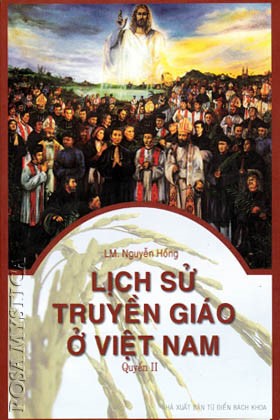 LM. Nguyễn Hồng
LỊCH SỬ
TRUYỀN GIÁO
Ở VIỆT NAM
Quyển II
NHÀ XUẤT BẢN TỪ ĐIỂN BÁCH KHOA
ROSA MYSTICA